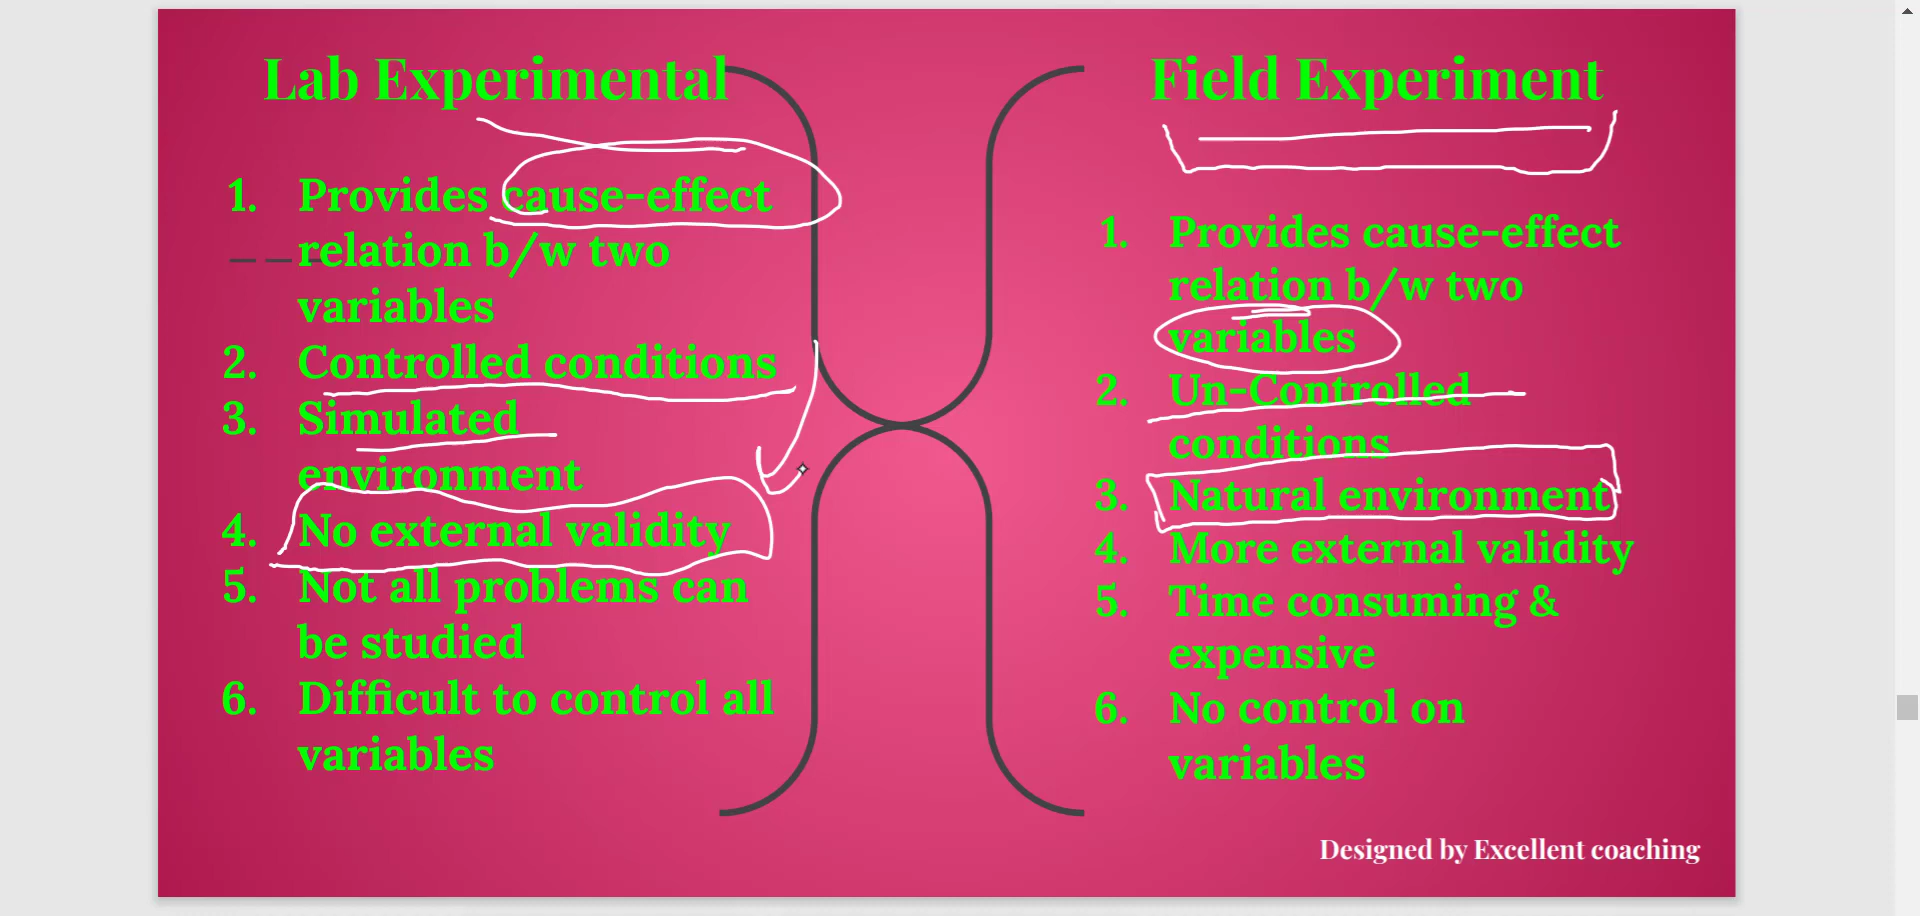 Lab Experimental
1. Provides cause-effect
relation b/w two
variables
2. Controlled conditions
3. Simulated
environment
4. No external validity
5. Not all problems can
be studied
6. Difficult to control all
variables
Field Experiment
1. Provides cause-effect
relation b/w two
variables
2. Un-Controlled
conditions
3. Natural environment
4. More external validity
5. Time consuming &
expensive
6. No control on
variables
Designed by Excellent coaching